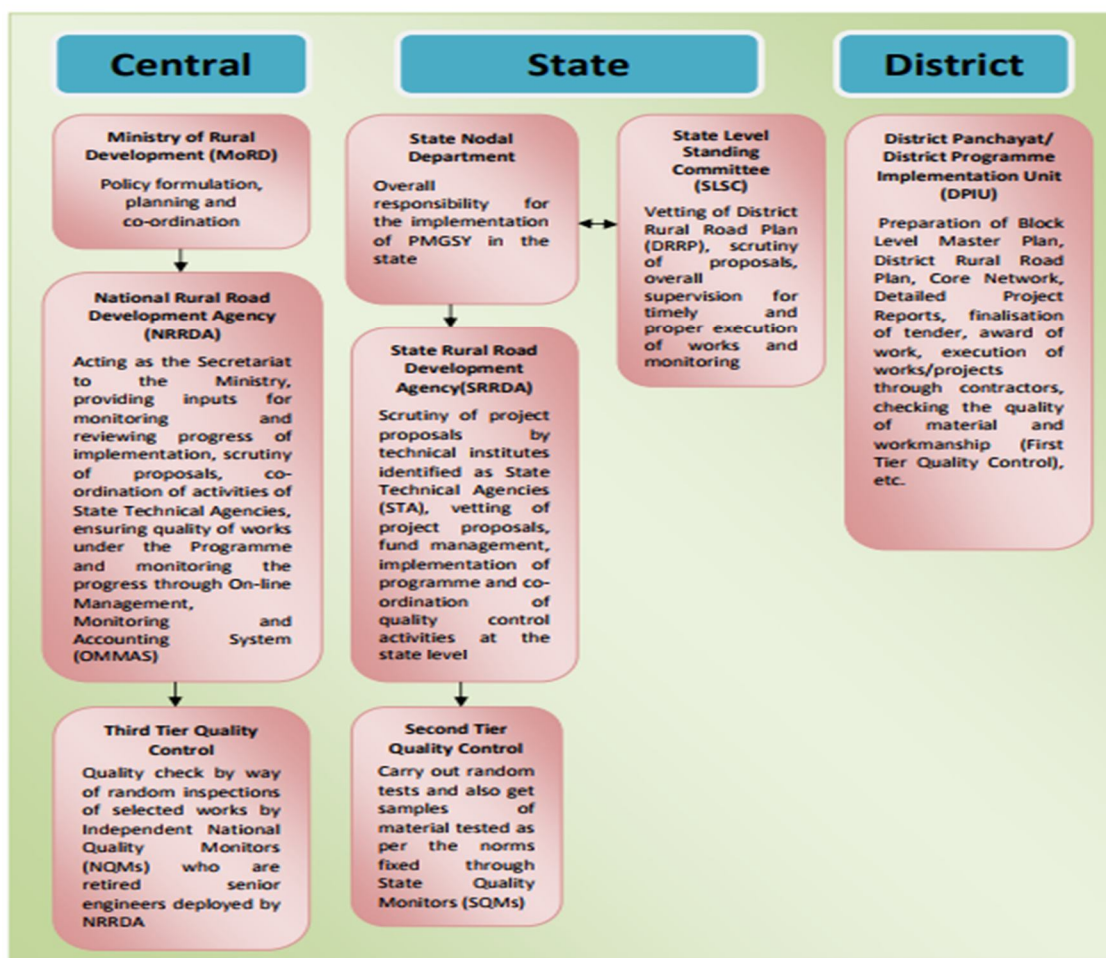 Central
State
District
Ministry of Rural
Development (MoRD)
Policy formulation,
planning and
co-ordination
National Rural Road
Development Agency
(NRRDA)
Acting as the Secretariat
to the Ministry,
providing inputs for
monitoring and
reviewing progress of
implementation, scrutiny
of proposals, co-
ordination of activities of
State Technical Agencies,
ensuring quality of works
under the Programme
and monitoring the
progress through On-line
Management,
Monitoring and
Accounting System
(OMMAS)
Third Tier Quality
Control
Quality check by way
of random inspections
of selected works by
Independent National
Quality Monitors
(NQMs) who are
retired senior
engineers deployed by
NRRDA
State Nodal
Department
Overall
responsibility for
the implementation
of PMGSY in the
state
State Rural Road
Development
Agency(SRRDA)
Scrutiny of project
proposals by
technical institutes
identified as State
Technical Agencies
(STA), vetting of
project proposals,
fund management,
implementation of
programme and co-
ordination of
quality control
activities at the
state level
Second Tier
Quality Control
Carry out random
tests and also get
samples of
material tested as
per the norms
fixed through
State Quality
Monitors (SQMs)
State Level
Standing
Committee
(SLSC)
Vetting of District
Rural Road Plan
(DRRP), scrutiny
of proposals,
overall
supervision for
timely and
proper execution
of works and
monitoring
District Panchayat/
District Programme
Implementation Unit
(DPIU)
Preparation of Block
Level Master Plan,
District Rural Road
Plan, Core Network,
Detailed Project
Reports, finalisation
of tender, award of
work, execution of
works/projects
through contractors,
checking the quality
of material and
workmanship (First
Tier Quality Control),
etc.